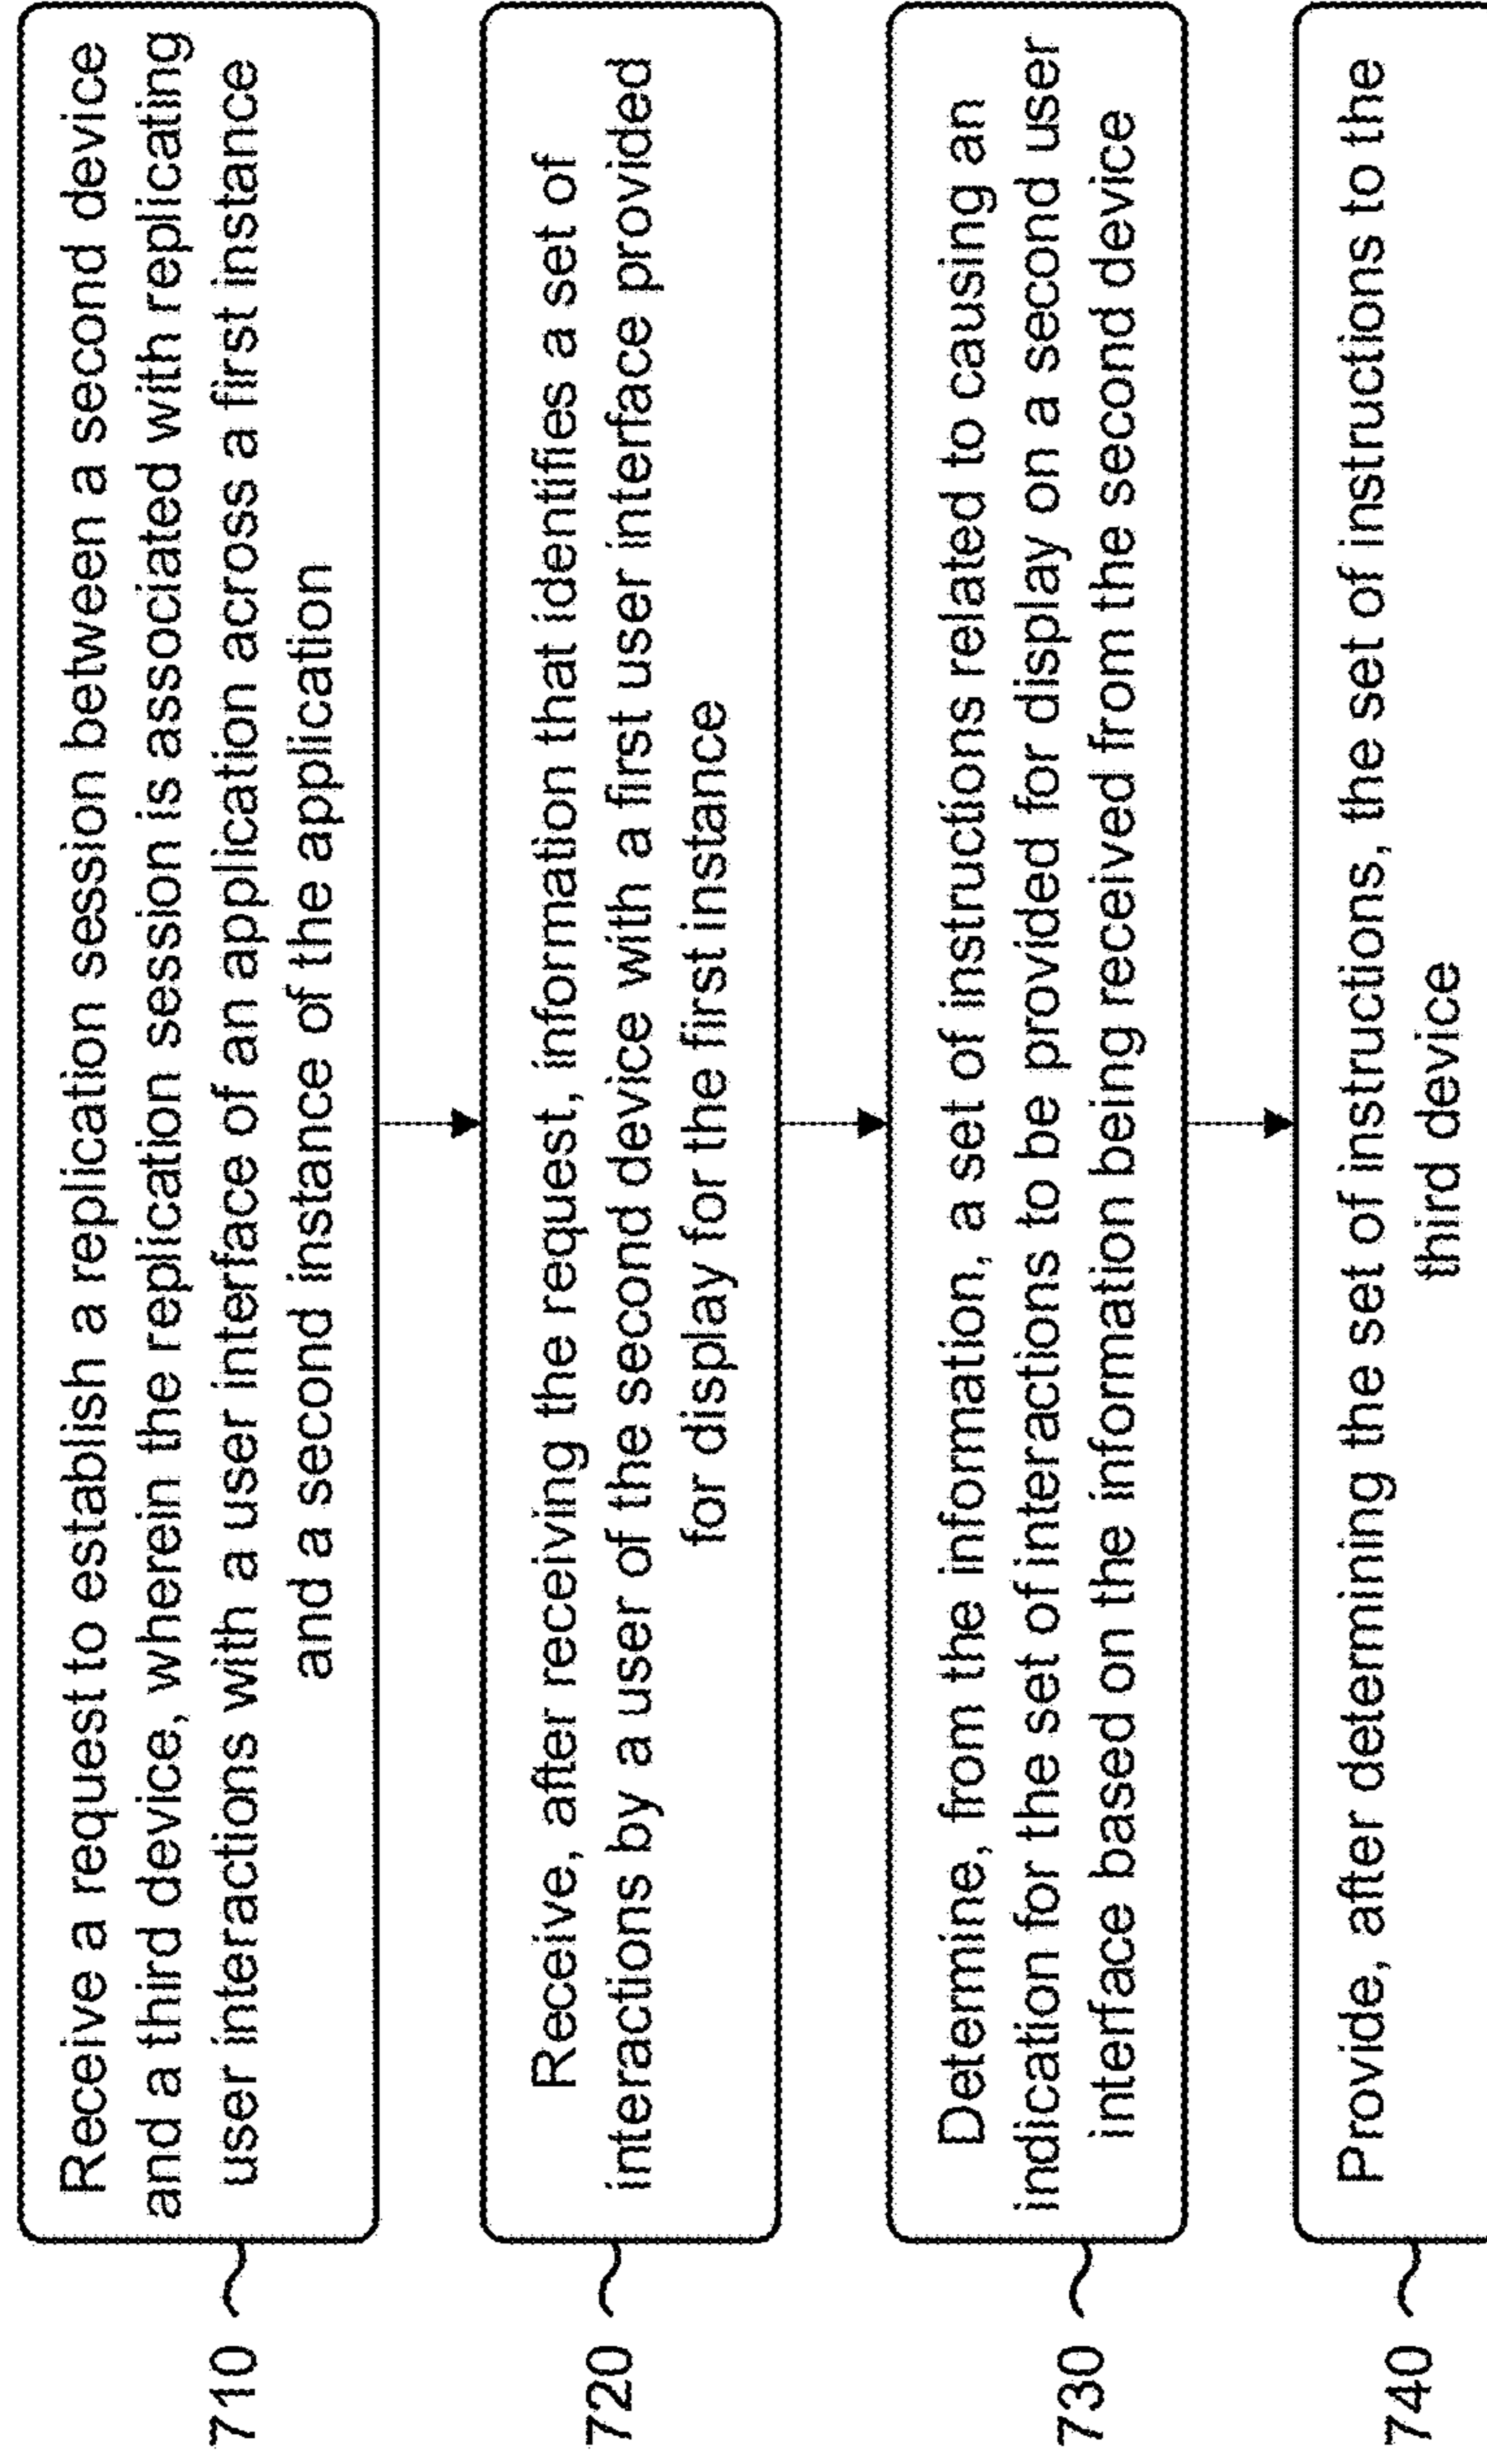 710
Receive a request to establish a replication session between a second device
and a third device, wherein the replication session is associated with replicating
user interactions with a user interface of an application across a first instance
and a second instance of the application
720
Receive, after receiving the request, information that identifies a set of
interactions by a user of the second device with a first user interface provided
for display for the first instance
730
Determine, from the information, a set of instructions related to causing an
indication for the set of interactions to be provided for display on a second user
interface based on the information being received from the second device
740
Provide, after determining the set of instructions, the set of instructions to the
third device